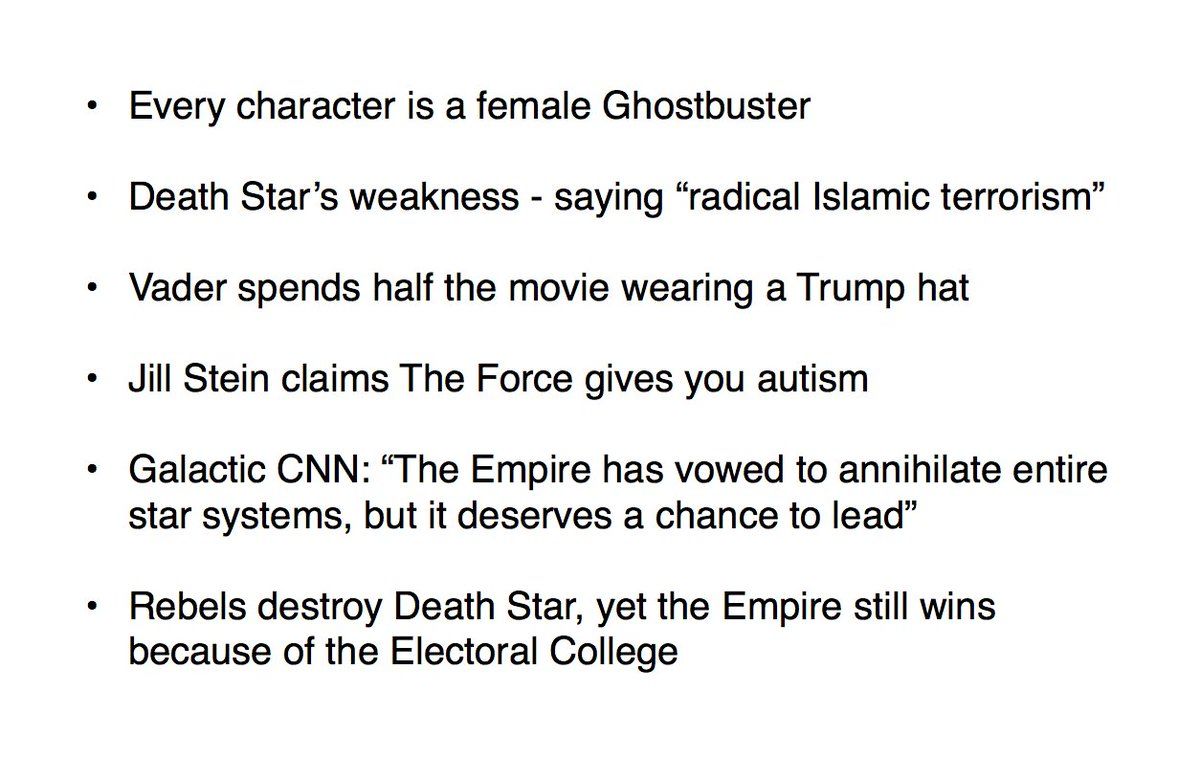 • Every character is a female Ghostbuster
• Death Star’s weakness - saying “radical Islamic terrorism”
• Vader spends half the movie wearing a Trump hat
• Jill Stein claims The Force gives you autism
• Galactic CNN: “The Empire has vowed to annihilate entire
star systems, but it deserves a chance to lead”
• Rebels destroy Death Star, yet the Empire still wins
because of the Electoral College